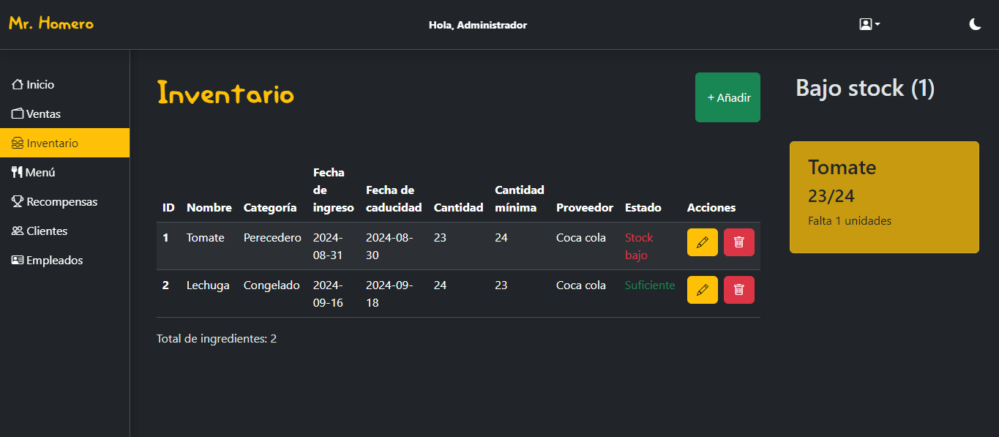 Mr. Homero
Hola, Administrador
Inicio
Ventas
Inventario
Menú
Recompensas
Clientes
Empleados
Inventario
+ Añadir
ID Nombre Categoría Fecha de ingreso Fecha de caducidad Cantidad Cantidad mínima Proveedor Estado Acciones
1 Tomate Perecedero 2024-08-31 2024-08-30 23 24 Coca cola Stock bajo
2 Lechuga Congelado 2024-09-16 2024-09-18 24 23 Coca cola Suficiente
Total de ingredientes: 2
Bajo stock (1)
Tomate
23/24
Falta 1 unidades